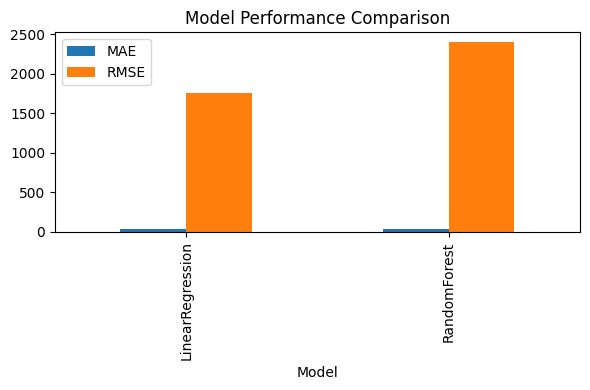 Model Performance Comparison
2500
2000
1500
1000
500
0
MAE
RMSE
LinearRegression
RandomForest
Model